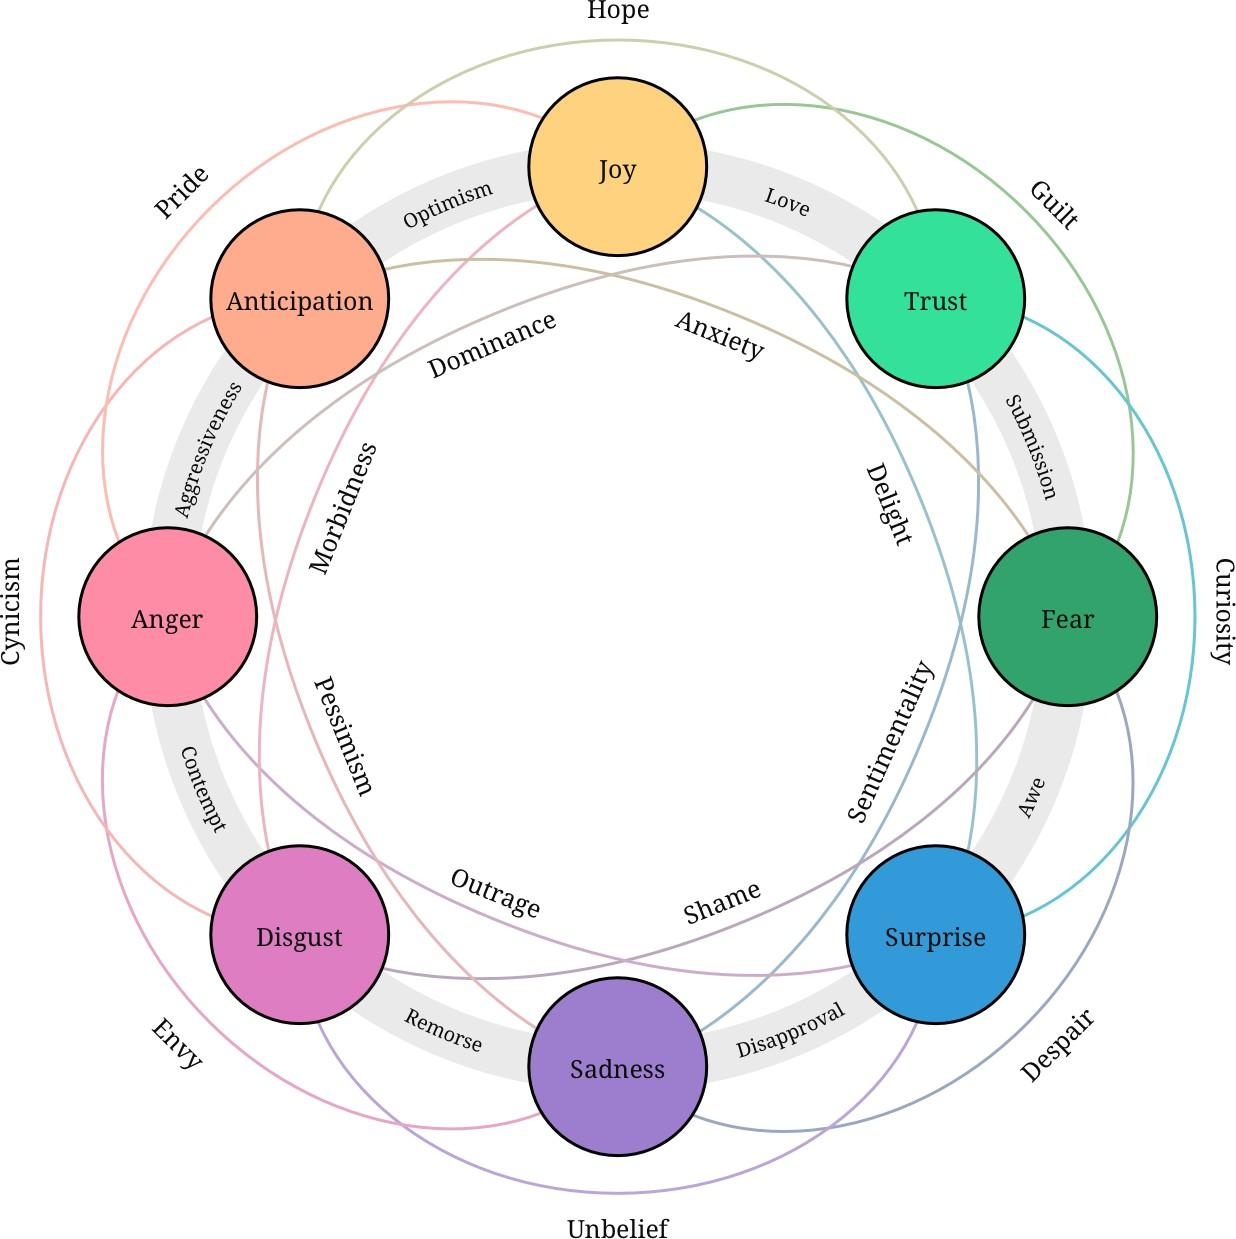 Hope
Joy
Pride
Optimism
Love
Guilt
Anticipation
Trust
Dominance
Anxiety
Aggressiveness
Submission
Morbidness
Delight
Cynicism
Anger
Fear
Curiosity
Pessimism
Sentimentality
Contempt
Awe
Outrage
Shame
Disgust
Surprise
Remorse
Disapproval
Envy
Despair
Sadness
Unbelief